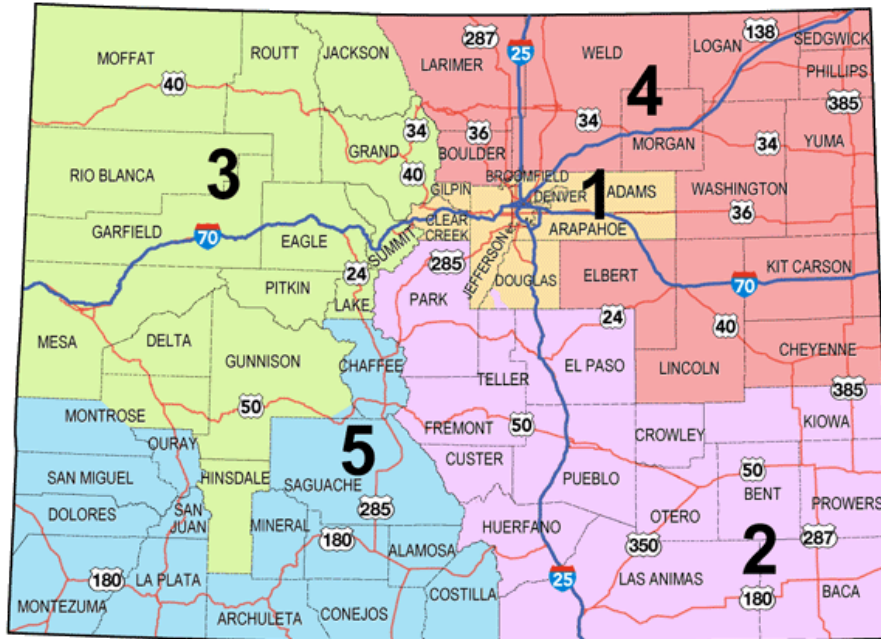 MOFFAT
ROUTT
JACKSON
LARIMER
287
25
WELD
LOGAN
138
SEDGWICK
PHILLIPS
40
4
385
34
36
34
MORGAN
34
YUMA
GRAND
BOULDER
RIO BLANCA
3
40
GILPIN
BROOMFIELD
DENVER
1
ADAMS
WASHINGTON
36
GARFIELD
70
EAGLE
SUMMIT
CLEAR
CREEK
JEFFERSON
ARAPAHOE
24
285
DOUGLAS
ELBERT
70
KIT CARSON
PITKIN
LAKE
PARK
24
40
MESA
DELTA
GUNNISON
CHAFFEE
TELLER
EL PASO
LINCOLN
CHEYENNE
385
MONTROSE
50
FREMONT
50
CROWLEY
KIOWA
OURAY
5
CUSTER
SAN MIGUEL
HINSDALE
SAGUACHE
PUEBLO
50
BENT
PROWERS
DOLORES
SAN
JUAN
MINERAL
285
180
HUERFANO
OTERO
2
287
ALAMOSA
350
180
LA PLATA
25
LAS ANIMAS
180
BACA
MONTEZUMA
ARCHULETA
CONEJOS
COSTILLA